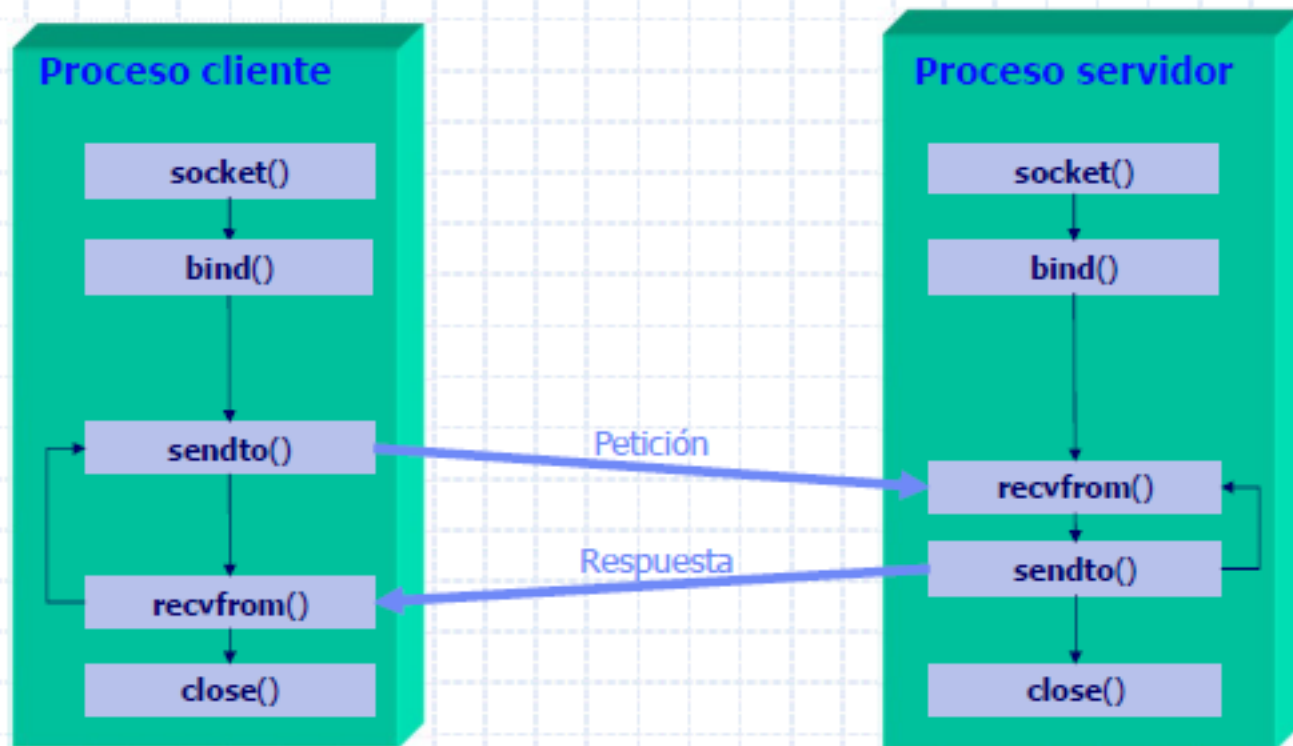 Proceso cliente
socket()
bind()
sendto()
recvfrom()
close()
Petición
Respuesta
Proceso servidor
socket()
bind()
recvfrom()
sendto()
close()